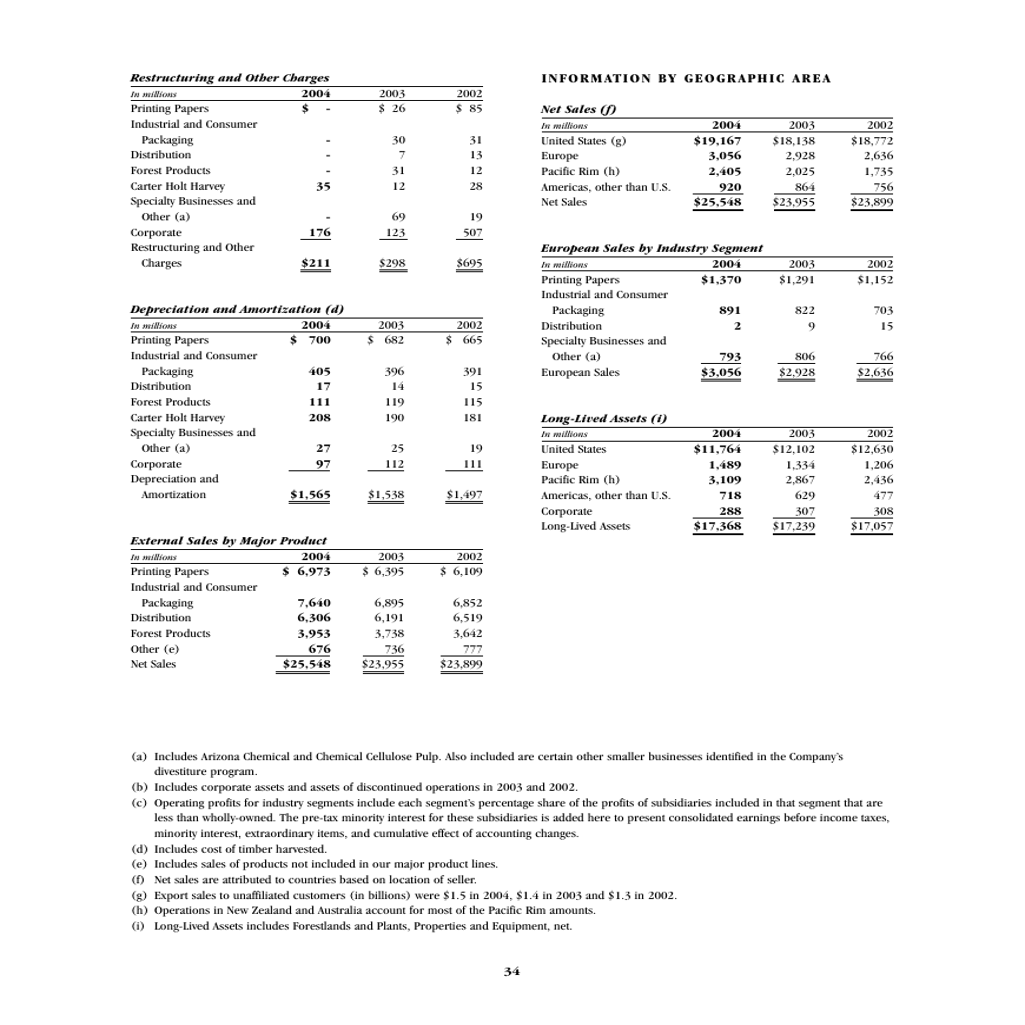 Restructuring and Other Charges
In millions 2004 2003 2002
Printing Papers $ - $ 26 $ 85
Industrial and Consumer
Packaging - 30 31
Distribution - 7 13
Forest Products - 31 12
Carter Holt Harvey 35 12 28
Specialty Businesses and
Other (a) - 69 19
Corporate 176 123 507
Restructuring and Other
Charges $211 $298 $695
Depreciation and Amortization (d)
In millions 2004 2003 2002
Printing Papers $ 700 $ 682 $ 665
Industrial and Consumer
Packaging 405 396 391
Distribution 17 14 15
Forest Products 111 119 115
Carter Holt Harvey 208 190 181
Specialty Businesses and
Other (a) 27 25 19
Corporate 97 112 111
Depreciation and
Amortization $1,565 $1,538 $1,497
External Sales by Major Product
In millions 2004 2003 2002
Printing Papers $ 6,973 $ 6,395 $ 6,109
Industrial and Consumer
Packaging 7,640 6,895 6,852
Distribution 6,306 6,191 6,519
Forest Products 3,953 3,738 3,642
Other (e) 676 736 777
Net Sales $25,548 $23,955 $23,899
INFORMATION BY GEOGRAPHIC AREA
Net Sales (f)
In millions 2004 2003 2002
United States (g) $19,167 $18,138 $18,772
Europe 3,056 2,928 2,636
Pacific Rim (h) 2,405 2,025 1,735
Americas, other than U.S. 920 864 756
Net Sales $25,548 $23,955 $23,899
European Sales by Industry Segment
In millions 2004 2003 2002
Printing Papers $1,370 $1,291 $1,152
Industrial and Consumer
Packaging 891 822 703
Distribution 2 9 15
Specialty Businesses and
Other (a) 793 806 766
European Sales $3,056 $2,928 $2,636
Long-Lived Assets (i)
In millions 2004 2003 2002
United States $11,764 $12,102 $12,630
Europe 1,489 1,334 1,206
Pacific Rim (h) 3,109 2,867 2,436
Americas, other than U.S. 718 629 477
Corporate 288 307 308
Long-Lived Assets $17,368 $17,239 $17,057
(a) Includes Arizona Chemical and Chemical Cellulose Pulp. Also included are certain other smaller businesses identified in the Company's
divestiture program.
(b) Includes corporate assets and assets of discontinued operations in 2003 and 2002.
(c) Operating profits for industry segments include each segment's percentage share of the profits of subsidiaries included in that segment that are
less than wholly-owned. The pre-tax minority interest for these subsidiaries is added here to present consolidated earnings before income taxes,
minority interest, extraordinary items, and cumulative effect of accounting changes.
(d) Includes cost of timber harvested.
(e) Includes sales of products not included in our major product lines.
(f) Net sales are attributed to countries based on location of seller.
(g) Export sales to unaffiliated customers (in billions) were $1.5 in 2004, $1.4 in 2003 and $1.3 in 2002.
(h) Operations in New Zealand and Australia account for most of the Pacific Rim amounts.
(i) Long-Lived Assets includes Forestlands and Plants, Properties and Equipment, net.
34